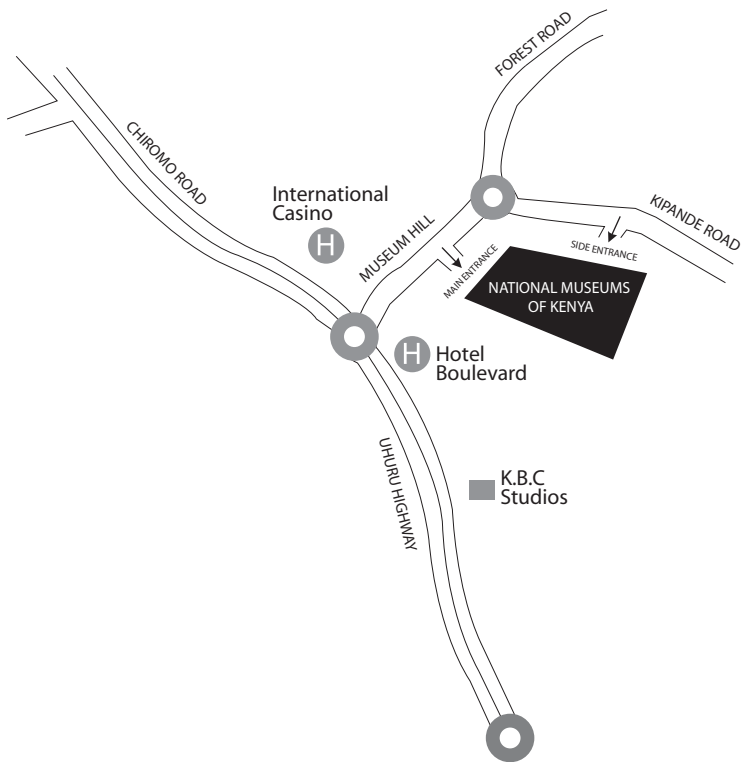 FOREST ROAD
CHIROMO ROAD
International
Casino
H
MUSEUM HILL
KIPANDE ROAD
SIDE ENTRANCE
MAIN ENTRANCE
NATIONAL MUSEUMS
OF KENYA
H
Hotel
Boulevard
UHURU HIGHWAY
K.B.C
Studios